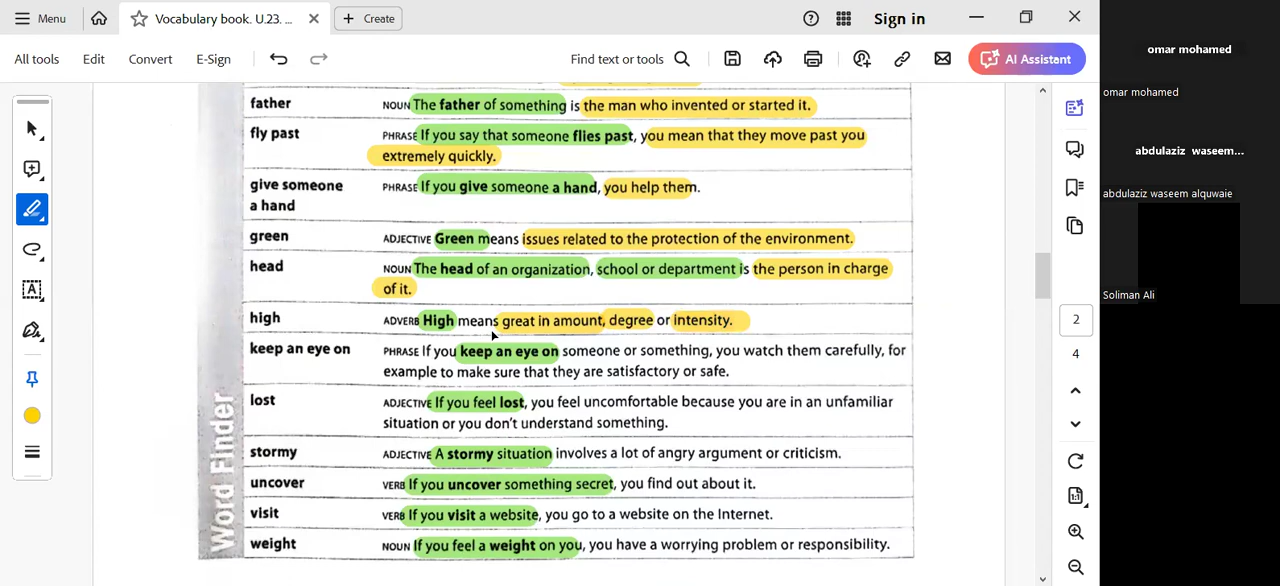 Menu
Vocabulary book. U.23. ...
Create
Sign in
All tools
Edit
Convert
E-Sign
Find text or tools
AI Assistant
father NOUN The father of something is the man who invented or started it.
fly past PHRASE If you say that someone flies past, you mean that they move past you
extremely quickly.
give someone PHRASE If you give someone a hand, you help them.
a hand
green ADJECTIVE Green means issues related to the protection of the environment.
head NOUN The head of an organization, school or department is the person in charge
of it.
high ADVERB High means great in amount, degree or intensity.
keep an eye on PHRASE If you keep an eye on someone or something, you watch them carefully, for
example to make sure that they are satisfactory or safe.
lost ADJECTIVE If you feel lost, you feel uncomfortable because you are in an unfamiliar
situation or you don't understand something.
stormy ADJECTIVE A stormy situation involves a lot of angry argument or criticism.
uncover VERB If you uncover something secret, you find out about it.
visit VERB If you visit a website, you go to a website on the Internet.
weight NOUN If you feel a weight on you, you have a worrying problem or responsibility.
Word Finder
2
4
1:1
omar mohamed
omar mohamed
abdulaziz waseem...
abdulaziz waseem alquwaie
Soliman Ali